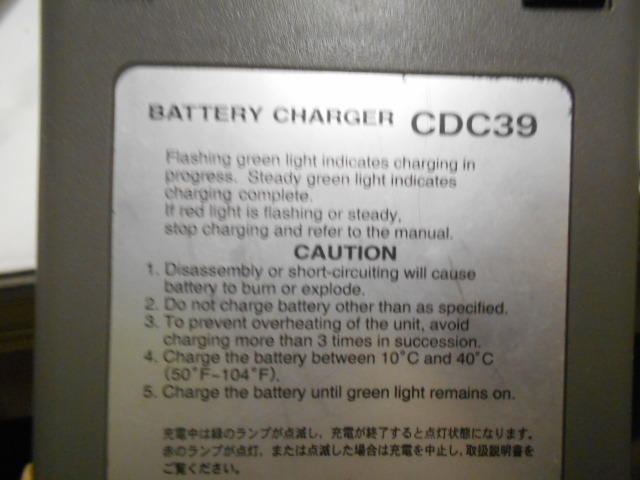 BATTERY CHARGER CDC39
Flashing green light indicates charging in
progress. Steady green light indicates
charging complete.
If red light is flashing or steady,
stop charging and refer to the manual.
CAUTION
1. Disassembly or short-circuiting will cause
battery to burn or explode.
2. Do not charge battery other than as specified.
3. To prevent overheating of the unit, avoid
charging more than 3 times in succession.
4. Charge the battery between 10°C and 40°C
(50°F~104°F).
5. Charge the battery until green light remains on.
充電中は緑のランプが点滅し、充電が終了すると点灯状態になります。
赤のランプが点灯、または点滅した場合は充電を中止し、取扱説明書を
ご覧ください。